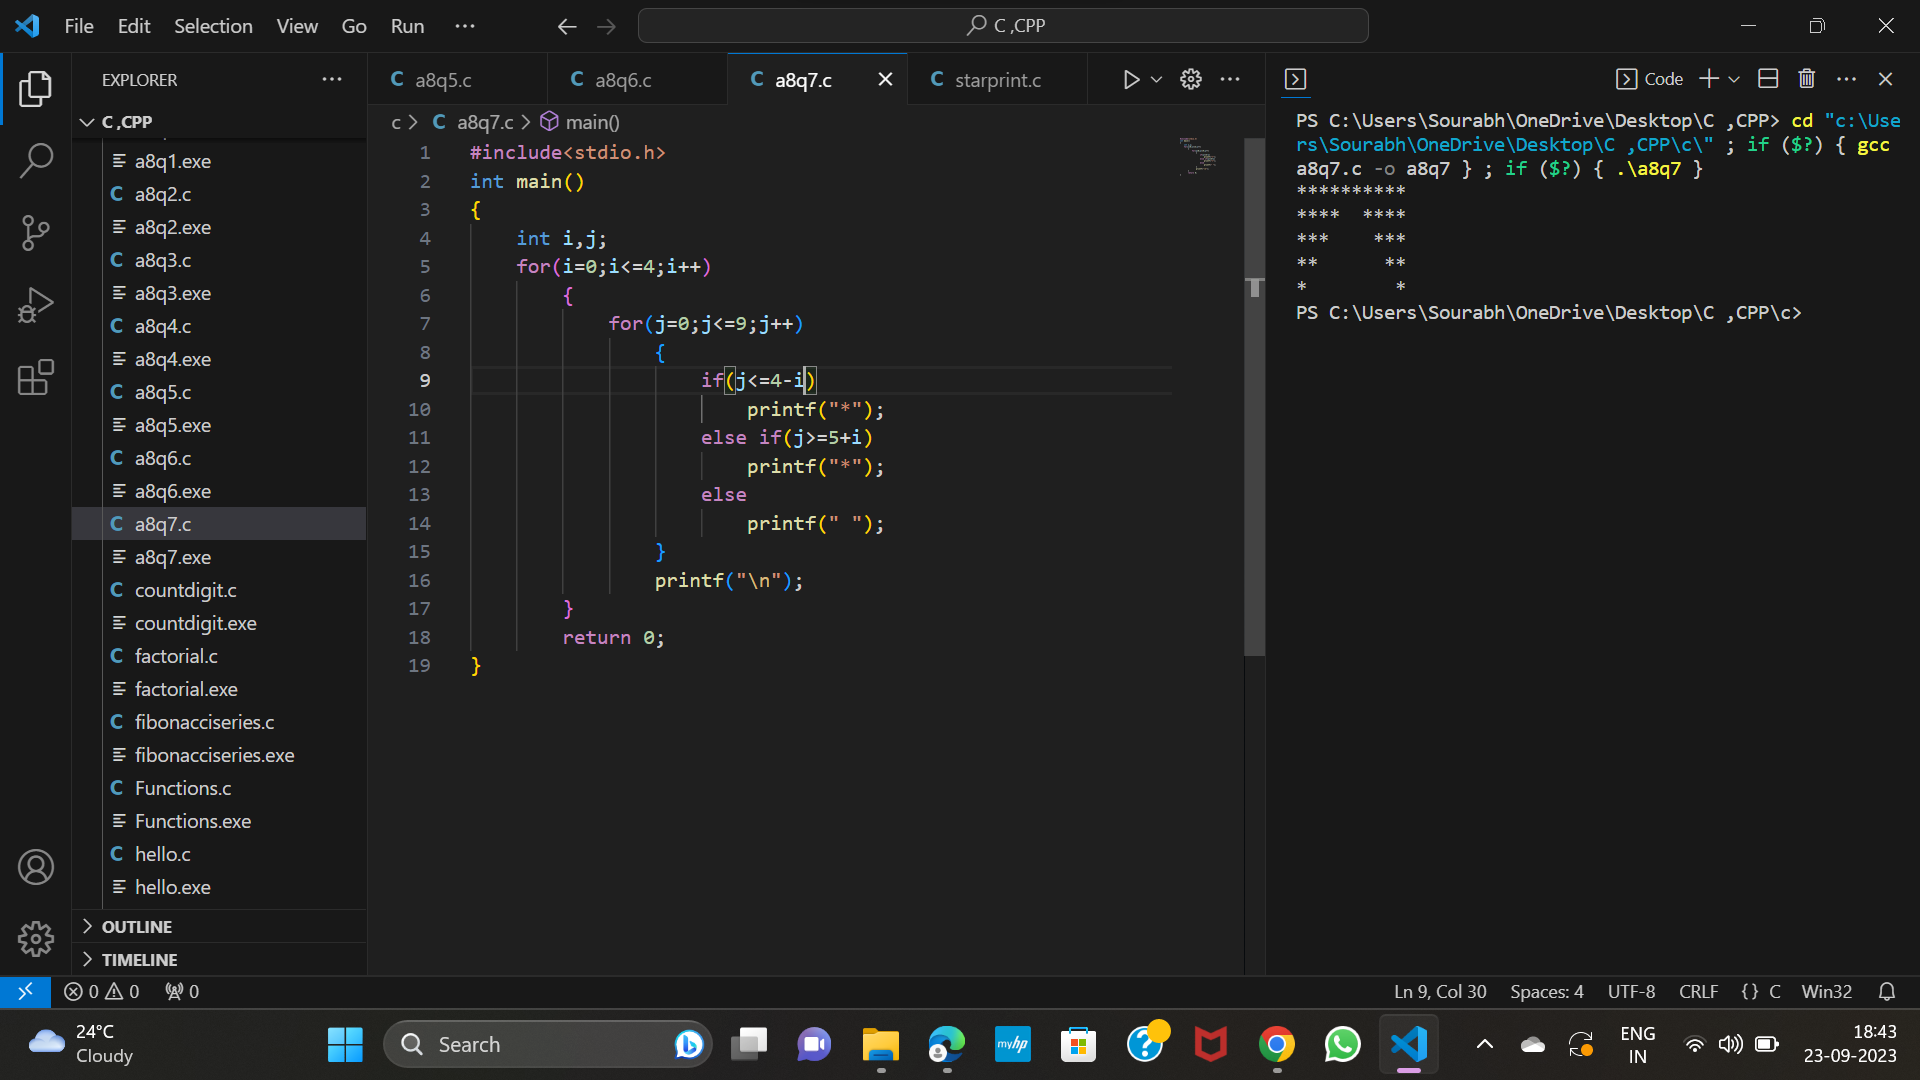 File Edit Selection View Go Run ···
C ,CPP
EXPLORER ···
C ,CPP
a8q1.exe
C a8q2.c
a8q2.exe
C a8q3.c
a8q3.exe
C a8q4.c
a8q4.exe
C a8q5.c
a8q5.exe
C a8q6.c
a8q6.exe
C a8q7.c
a8q7.exe
C countdigit.c
countdigit.exe
C factorial.c
factorial.exe
C fibonacciseries.c
fibonacciseries.exe
C Functions.c
Functions.exe
C hello.c
hello.exe
OUTLINE
TIMELINE
C a8q5.c C a8q6.c C a8q7.c C starprint.c
c > C a8q7.c > main()
1 #include<stdio.h>
2 int main()
3 {
4 int i,j;
5 for(i=0;i<=4;i++)
6 {
7 for(j=0;j<=9;j++)
8 {
9 if(j<=4-i)
10 printf("*");
11 else if(j>=5+i)
12 printf("*");
13 else
14 printf(" ");
15 }
16 printf("\n");
17 }
18 return 0;
19 }
Code
PS C:\Users\Sourabh\OneDrive\Desktop\C ,CPP> cd "c:\Use
rs\Sourabh\OneDrive\Desktop\C ,CPP\c\" ; if ($?) { gcc
a8q7.c -o a8q7 } ; if ($?) { .\a8q7 }
**********
****  ****
***    ***
**      **
*        *
PS C:\Users\Sourabh\OneDrive\Desktop\C ,CPP\c>
0 0 0
Ln 9, Col 30 Spaces: 4 UTF-8 CRLF {} C Win32
24°C
Cloudy
Search
myhp
ENG
IN
18:43
23-09-2023